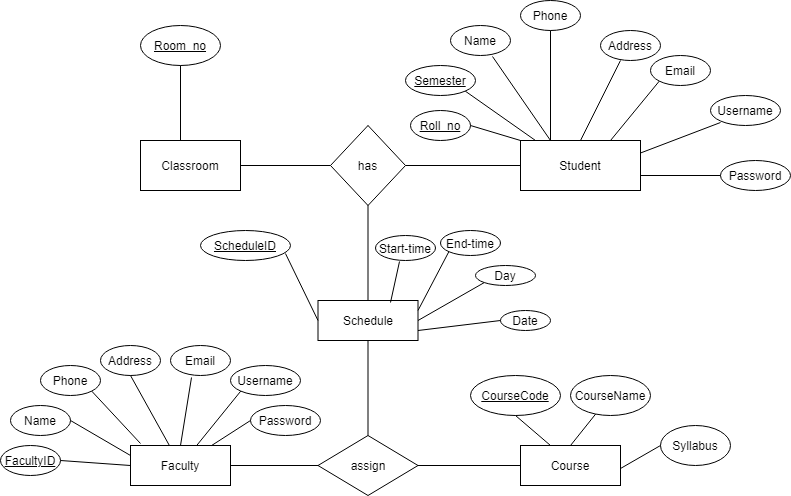 Phone
Room_no
Name
Address
Email
Semester
Username
Roll_no
Classroom
has
Student
Password
ScheduleID
Start-time
End-time
Day
Schedule
Date
Address
Email
Phone
Username
CourseCode
CourseName
Name
Password
Syllabus
FacultyID
Faculty
assign
Course